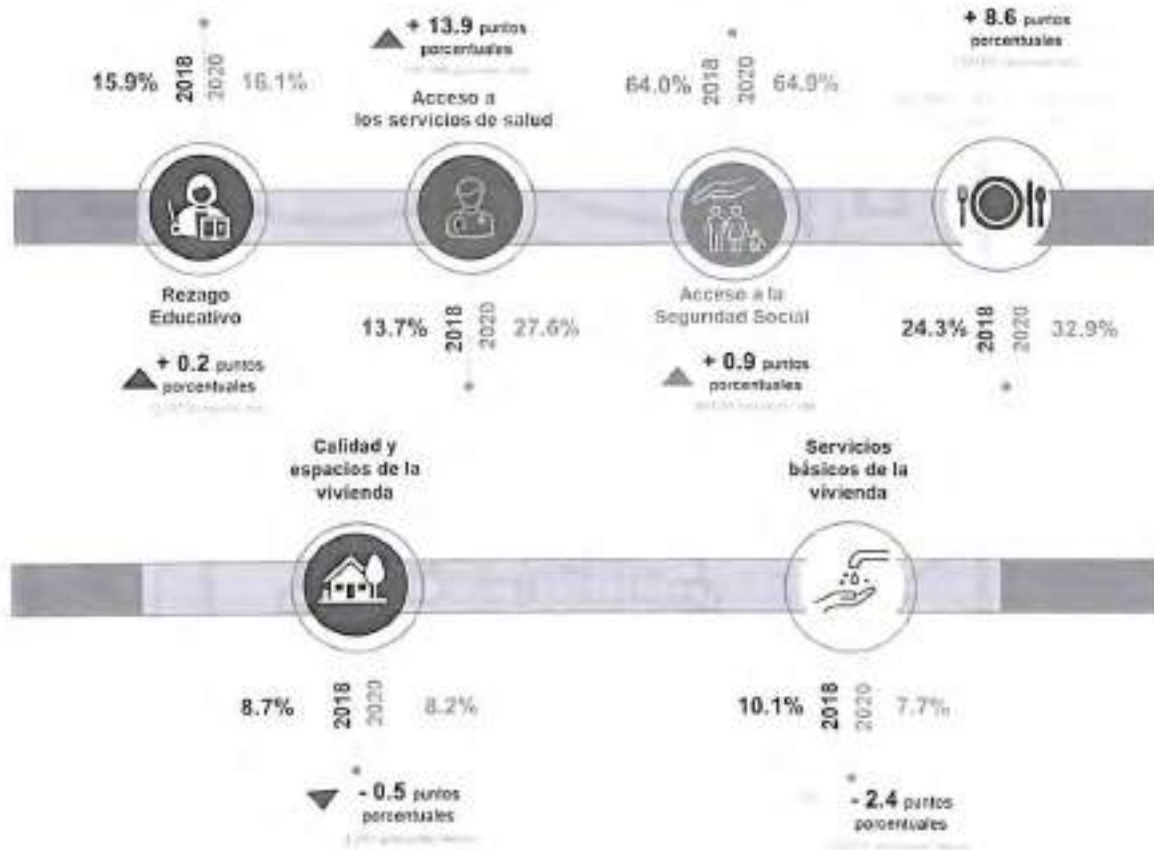 15.9% 2018 2020 16.1%
Rezago
Educativo
+ 0.2 puntos
porcentuales
+ 13.9 puntos
porcentuales
Acceso a
los servicios de salud
13.7% 2018 2020 27.6%
64.0% 2018 2020 64.9%
Acceso a la
Seguridad Social
+ 0.9 puntos
porcentuales
+ 8.6 puntos
porcentuales
24.3% 2018 2020 32.9%
Calidad y
espacios de la
vivienda
8.7% 2018 2020 8.2%
- 0.5 puntos
porcentuales
Servicios
básicos de la
vivienda
10.1% 2018 2020 7.7%
- 2.4 puntos
porcentuales